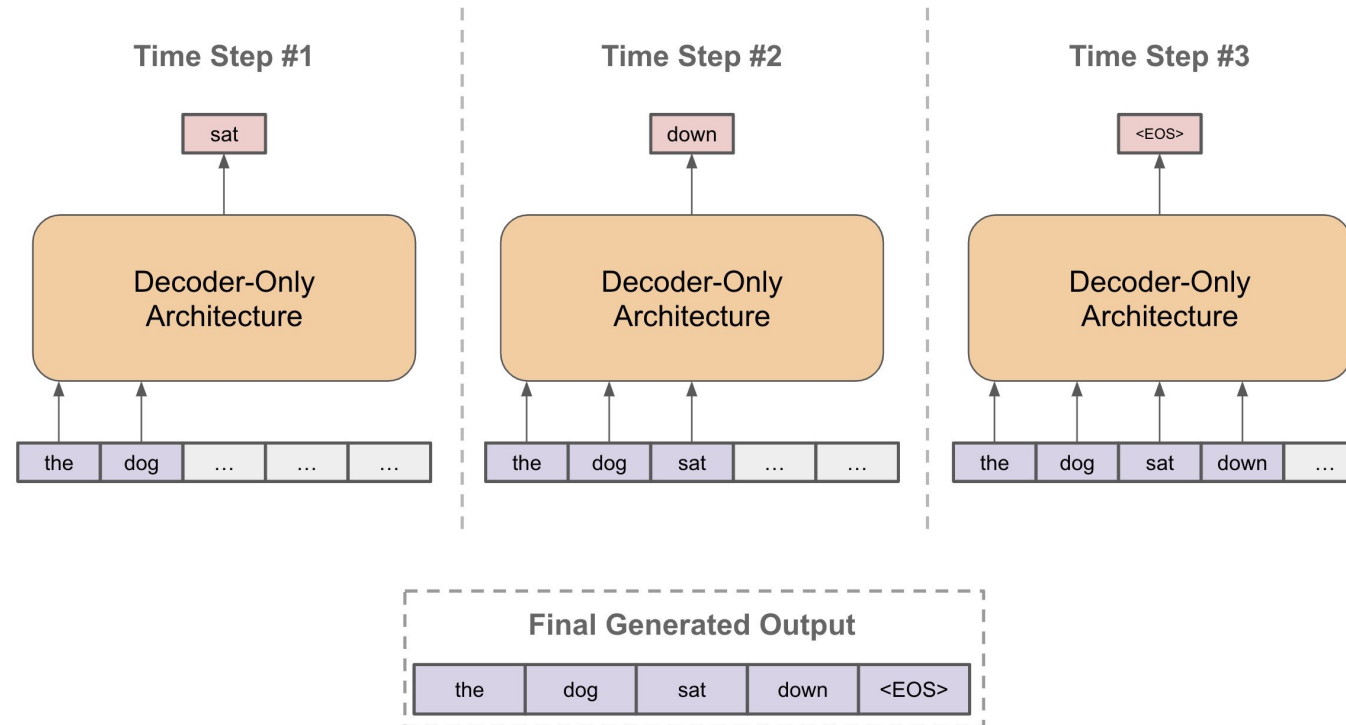 Time Step #1
sat
Decoder-Only
Architecture
the dog … … …
Time Step #2
down
Decoder-Only
Architecture
the dog sat … …
Time Step #3
<EOS>
Decoder-Only
Architecture
the dog sat down …
Final Generated Output
the dog sat down <EOS>